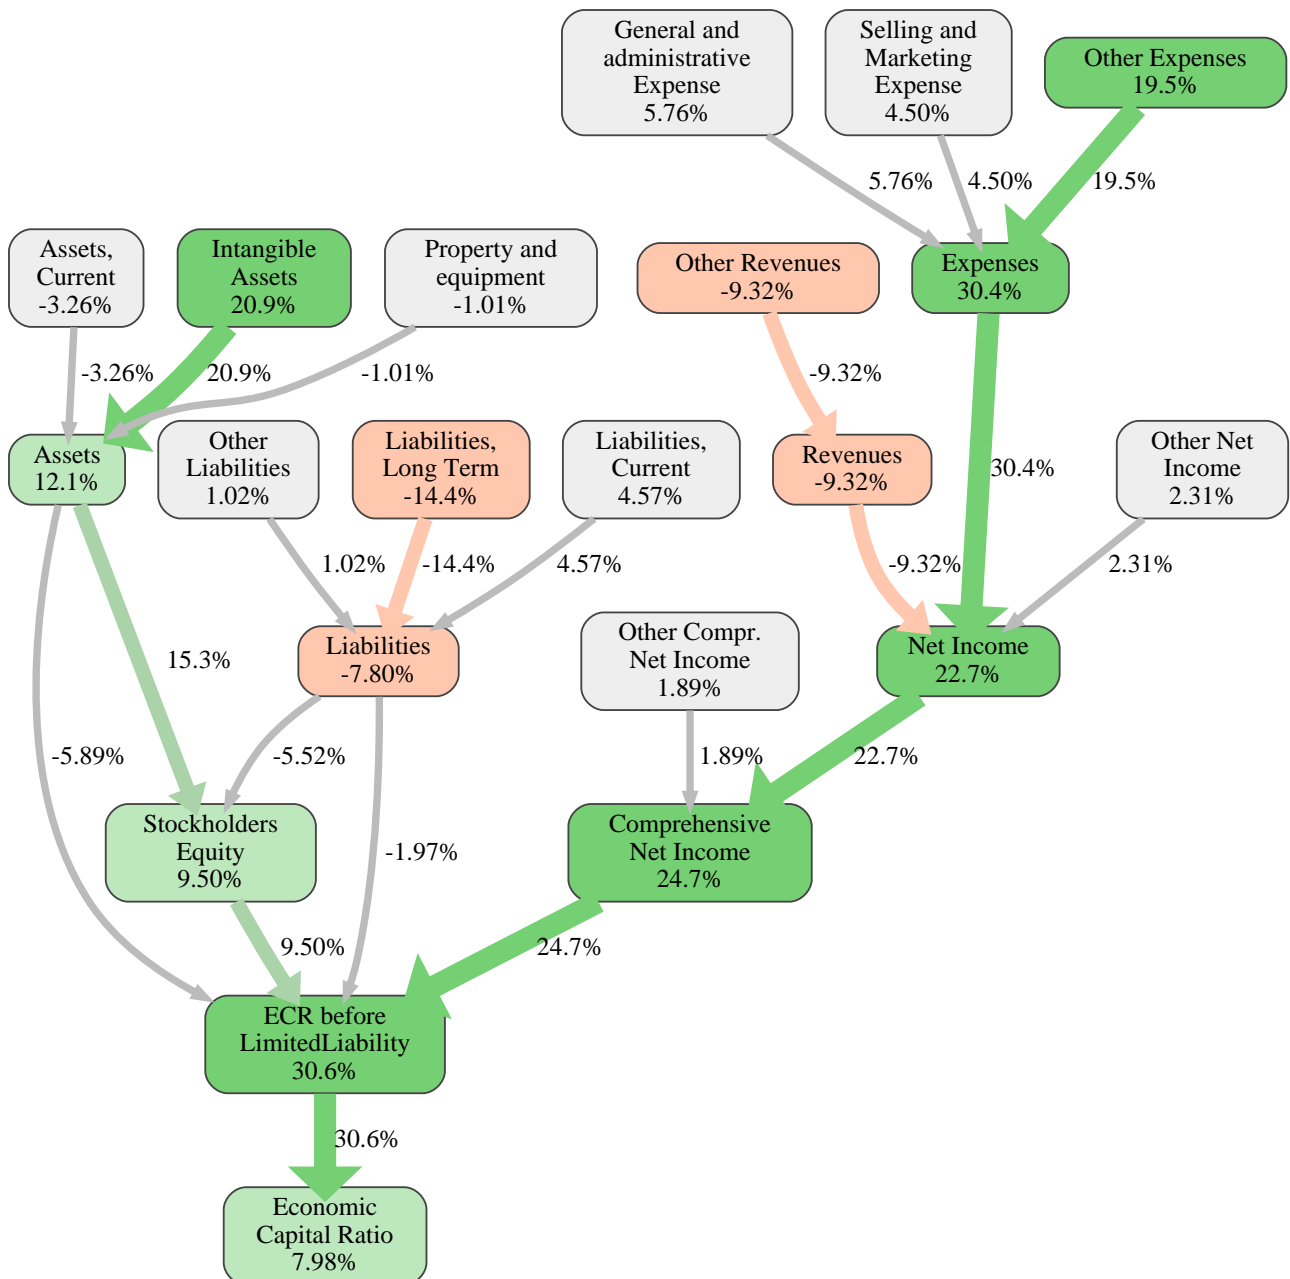 General and
administrative
Expense
5.76%
Selling and
Marketing
Expense
4.50%
Other Expenses
19.5%
5.76%
4.50%
19.5%
Assets,
Current
-3.26%
Intangible
Assets
20.9%
Property and
equipment
-1.01%
Other Revenues
-9.32%
Expenses
30.4%
-3.26%
20.9%
-1.01%
-9.32%
Assets
12.1%
Other
Liabilities
1.02%
Liabilities,
Long Term
-14.4%
Liabilities,
Current
4.57%
Revenues
-9.32%
30.4%
Other Net
Income
2.31%
1.02%
-14.4%
4.57%
-9.32%
2.31%
15.3%
Liabilities
-7.80%
Other Compr.
Net Income
1.89%
Net Income
22.7%
-5.89%
-5.52%
1.89%
22.7%
Stockholders
Equity
9.50%
-1.97%
Comprehensive
Net Income
24.7%
9.50%
24.7%
ECR before
LimitedLiability
30.6%
30.6%
Economic
Capital Ratio
7.98%